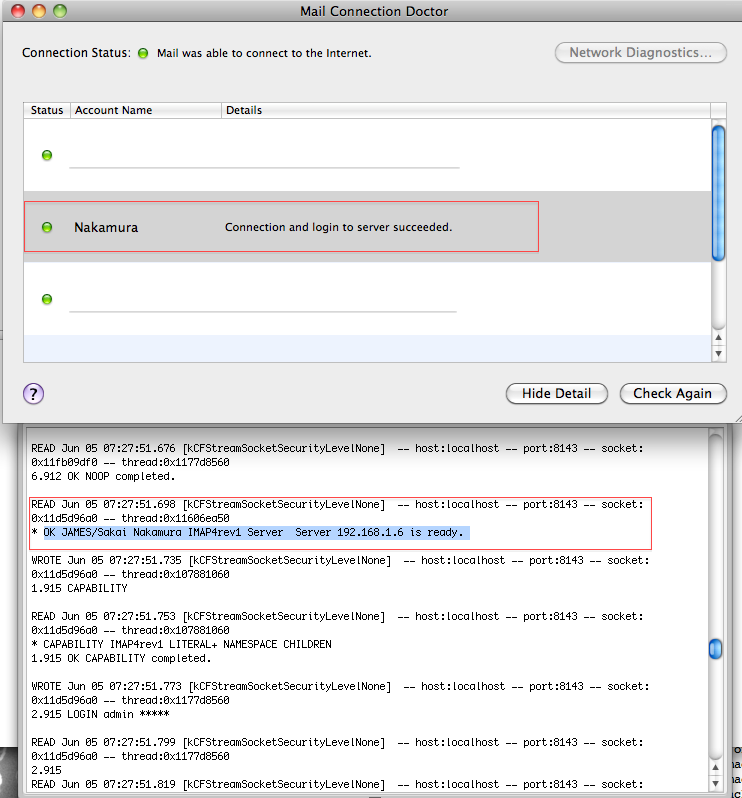 Mail Connection Doctor
Connection Status: Mail was able to connect to the Internet.
Network Diagnostics...
Status Account Name Details
Nakamura Connection and login to server succeeded.
?
Hide Detail Check Again
READ Jun 05 07:27:51.676 [kCFStreamSocketSecurityLevelNone] -- host:localhost -- port:8143 -- socket:
0x11fb09df0 -- thread:0x1177d8560
6.912 OK NOOP completed.
READ Jun 05 07:27:51.698 [kCFStreamSocketSecurityLevelNone] -- host:localhost -- port:8143 -- socket:
0x11d5d96a0 -- thread:0x11606ea50
* OK JAMES/Sakai Nakamura IMAP4rev1 Server Server 192.168.1.6 is ready.
WROTE Jun 05 07:27:51.735 [kCFStreamSocketSecurityLevelNone] -- host:localhost -- port:8143 -- socket:
0x11d5d96a0 -- thread:0x107881060
1.915 CAPABILITY
READ Jun 05 07:27:51.753 [kCFStreamSocketSecurityLevelNone] -- host:localhost -- port:8143 -- socket:
0x11d5d96a0 -- thread:0x107881060
* CAPABILITY IMAP4rev1 LITERAL+ NAMESPACE CHILDREN
1.915 OK CAPABILITY completed.
WROTE Jun 05 07:27:51.773 [kCFStreamSocketSecurityLevelNone] -- host:localhost -- port:8143 -- socket:
0x11d5d96a0 -- thread:0x1177d8560
2.915 LOGIN admin *****
READ Jun 05 07:27:51.799 [kCFStreamSocketSecurityLevelNone] -- host:localhost -- port:8143 -- socket:
0x11d5d96a0 -- thread:0x1177d8560
2.915
READ Jun 05 07:27:51.819 [kCFStreamSocketSecurityLevelNone] -- host:localhost -- port:8143 -- socket: